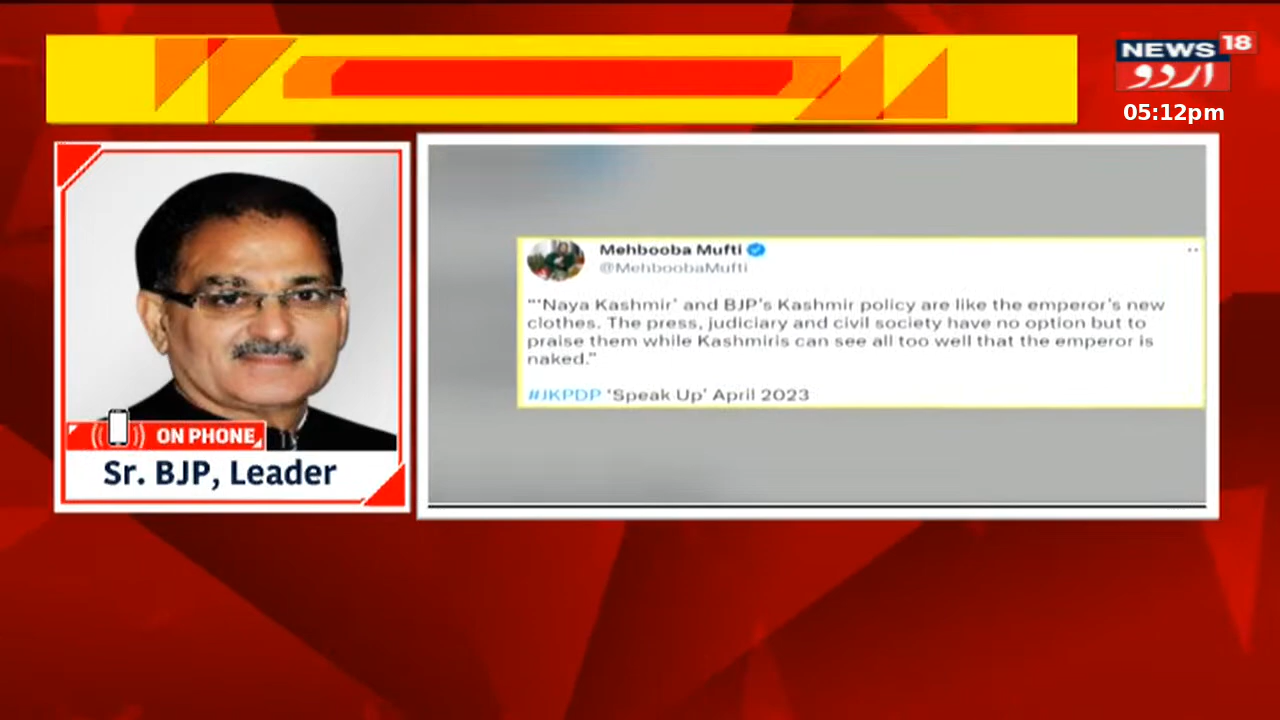 NEWS 18
اردو
05:12pm
Mehbooba Mufti
@MehboobaMufti
"'Naya Kashmir' and BJP's Kashmir policy are like the emperor's new
clothes. The press, judiciary and civil society have no option but to
praise them while Kashmiris can see all too well that the emperor is
naked."
#JKPDP 'Speak Up' April 2023
ON PHONE
Sr. BJP, Leader